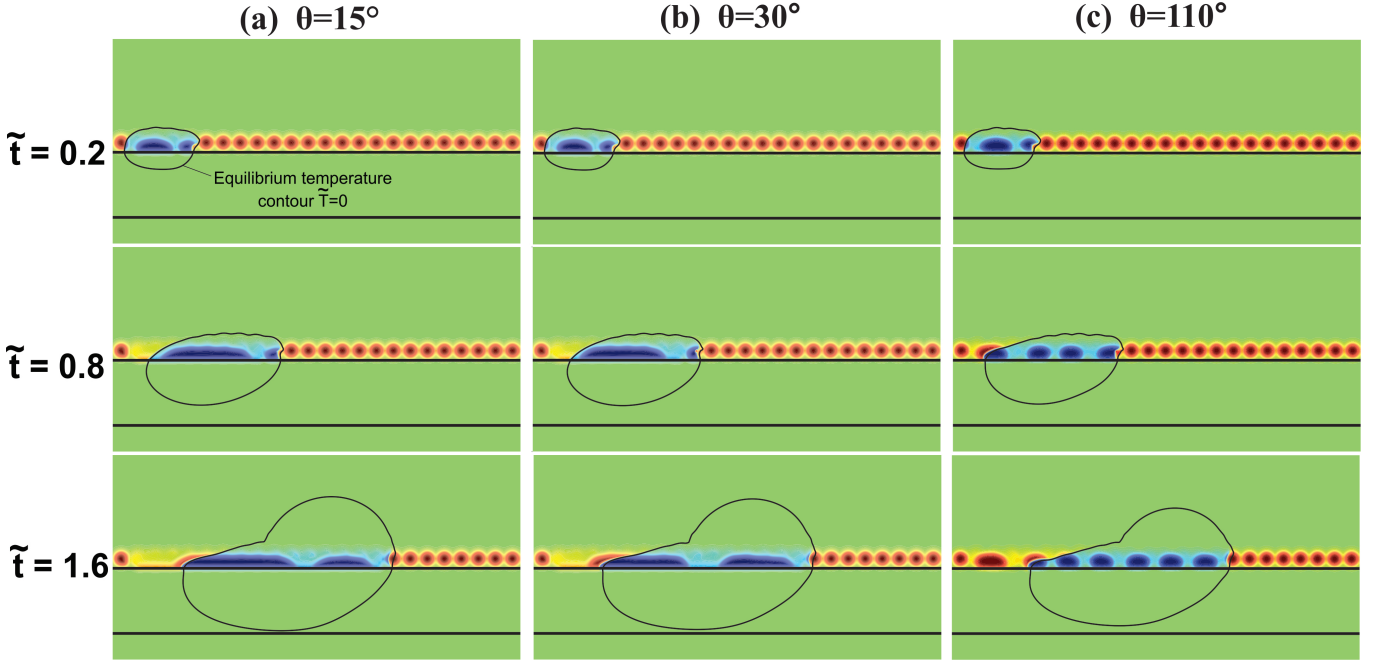 (a) θ=15° (b) θ=30° (c) θ=110°
t̃ = 0.2
Equilibrium temperature
contour T̃=0
t̃ = 0.8
t̃ = 1.6